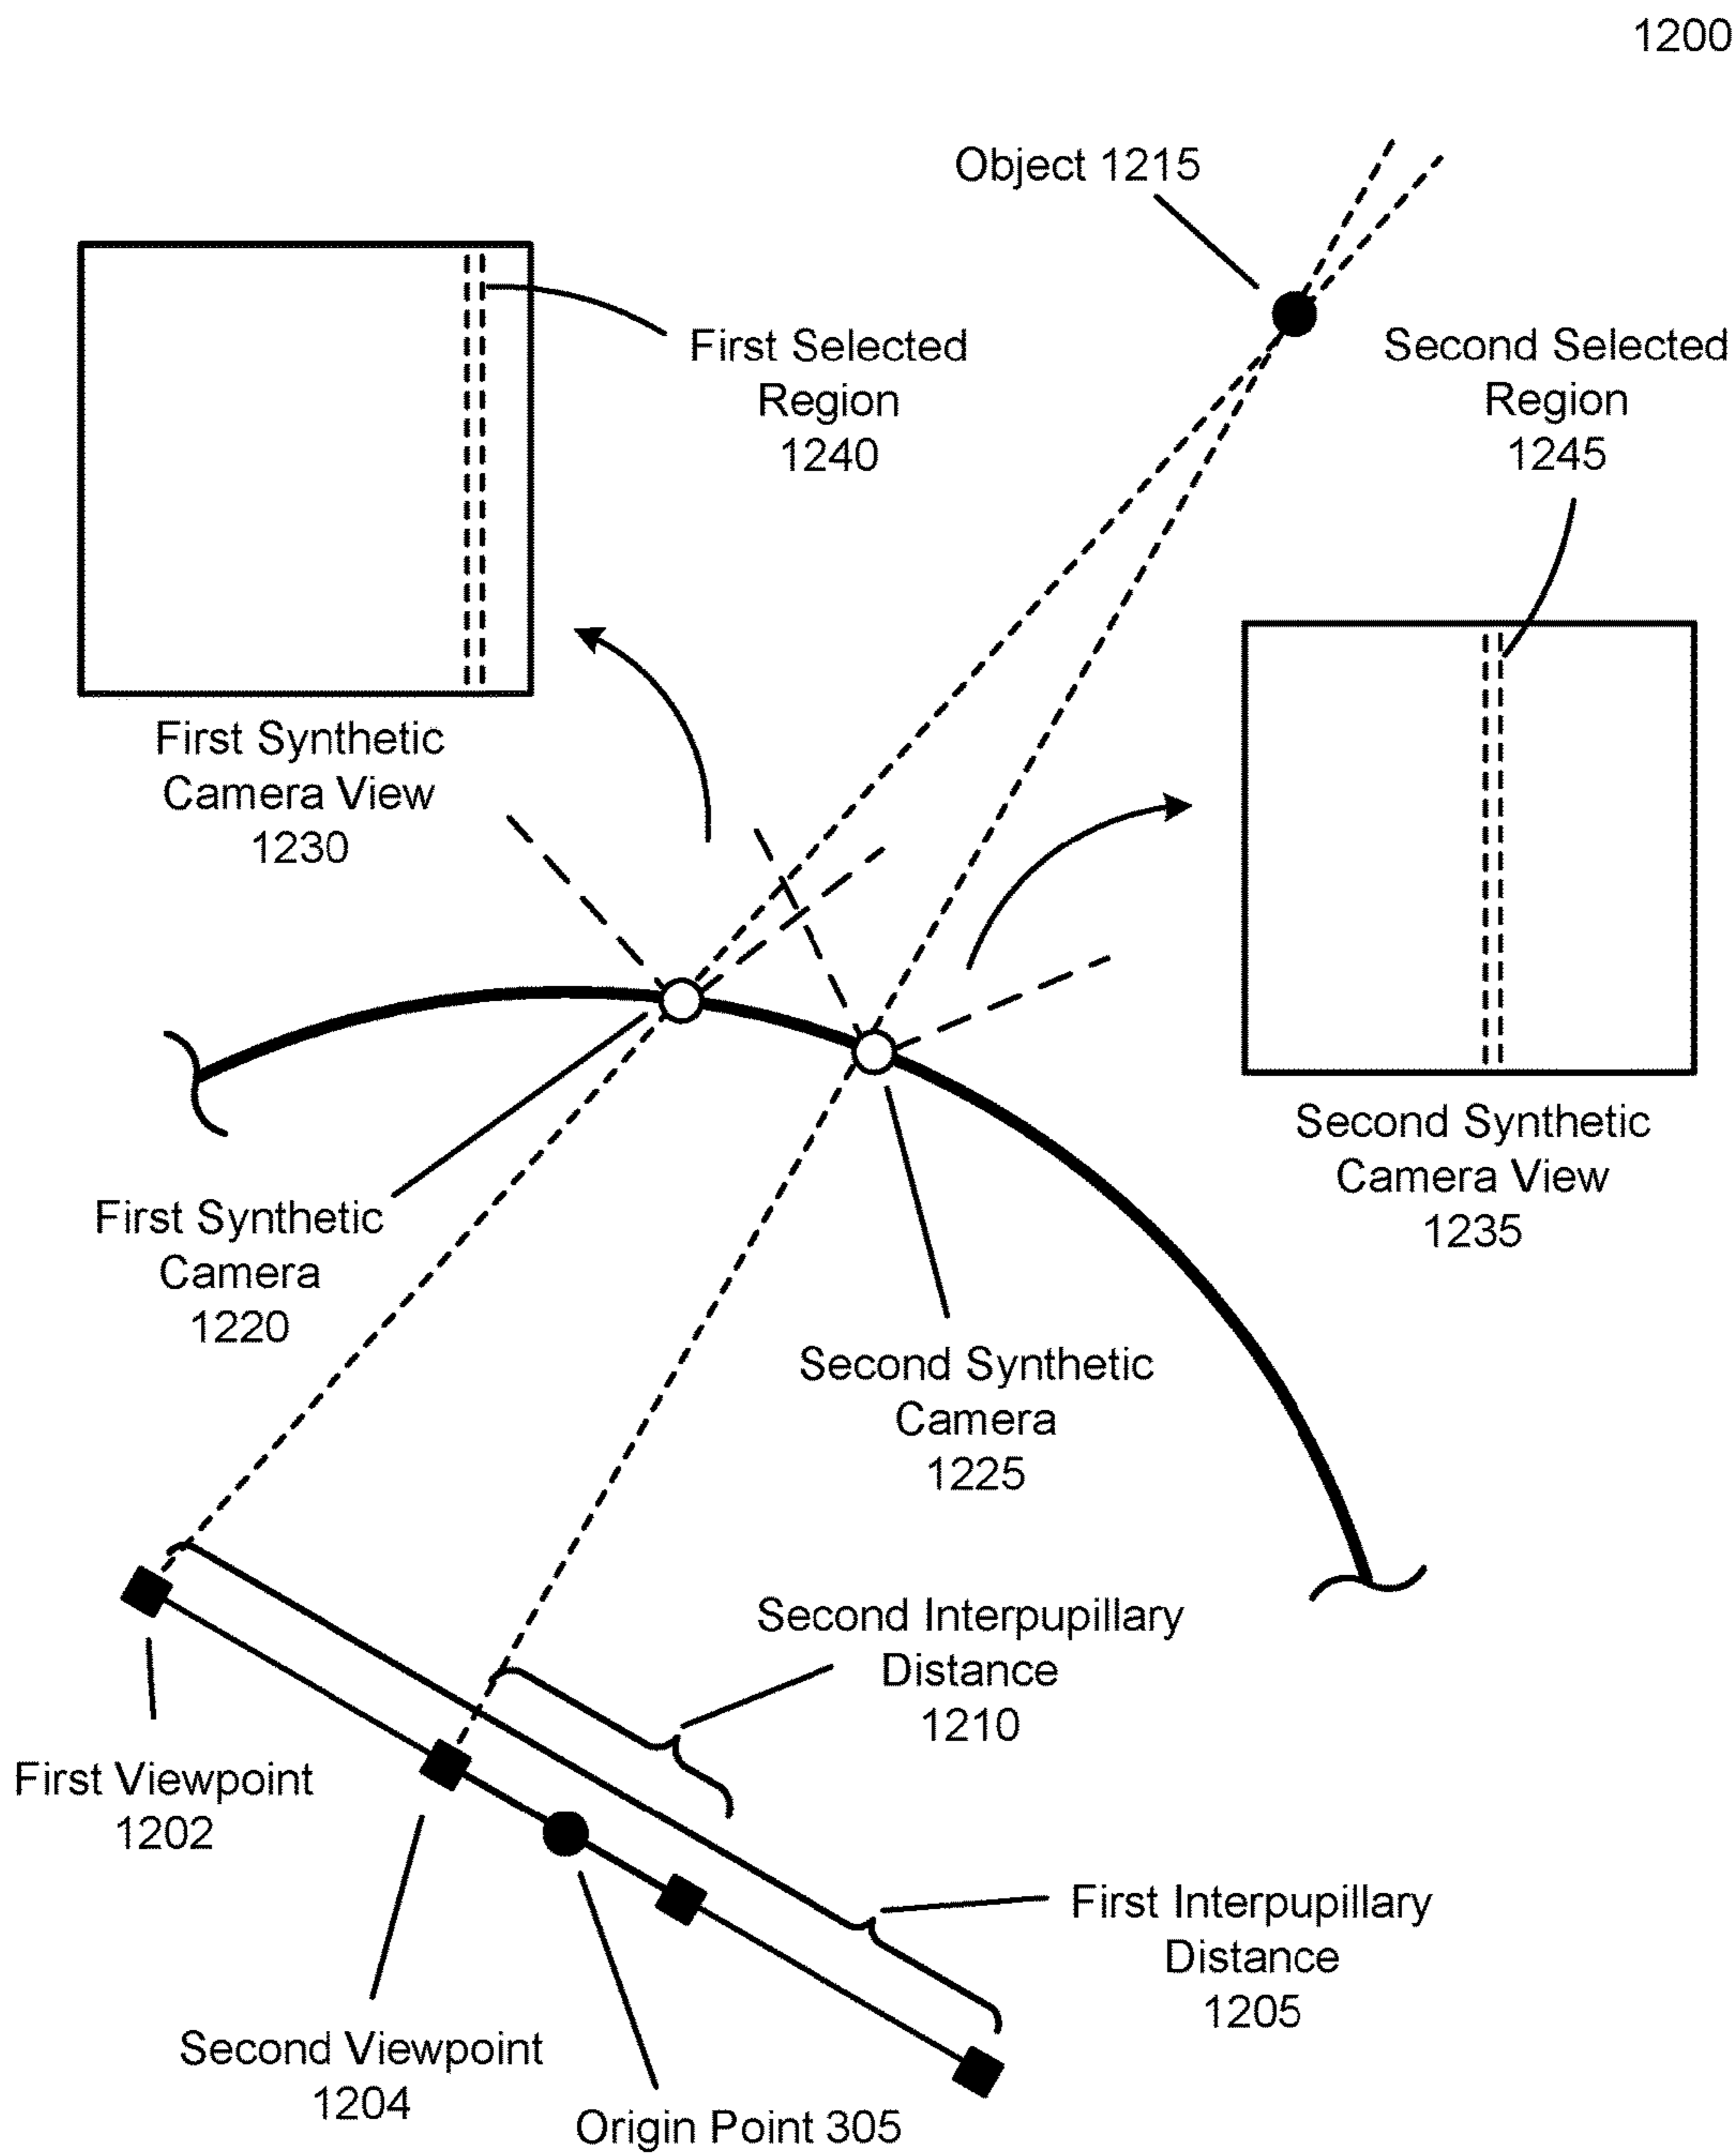 1200
Object 1215
First Selected
Region
1240
Second Selected
Region
1245
First Synthetic
Camera View
1230
Second Synthetic
Camera View
1235
First Synthetic
Camera
1220
Second Synthetic
Camera
1225
Second Interpupillary
Distance
1210
First Viewpoint
1202
First Interpupillary
Distance
1205
Second Viewpoint
1204
Origin Point 305